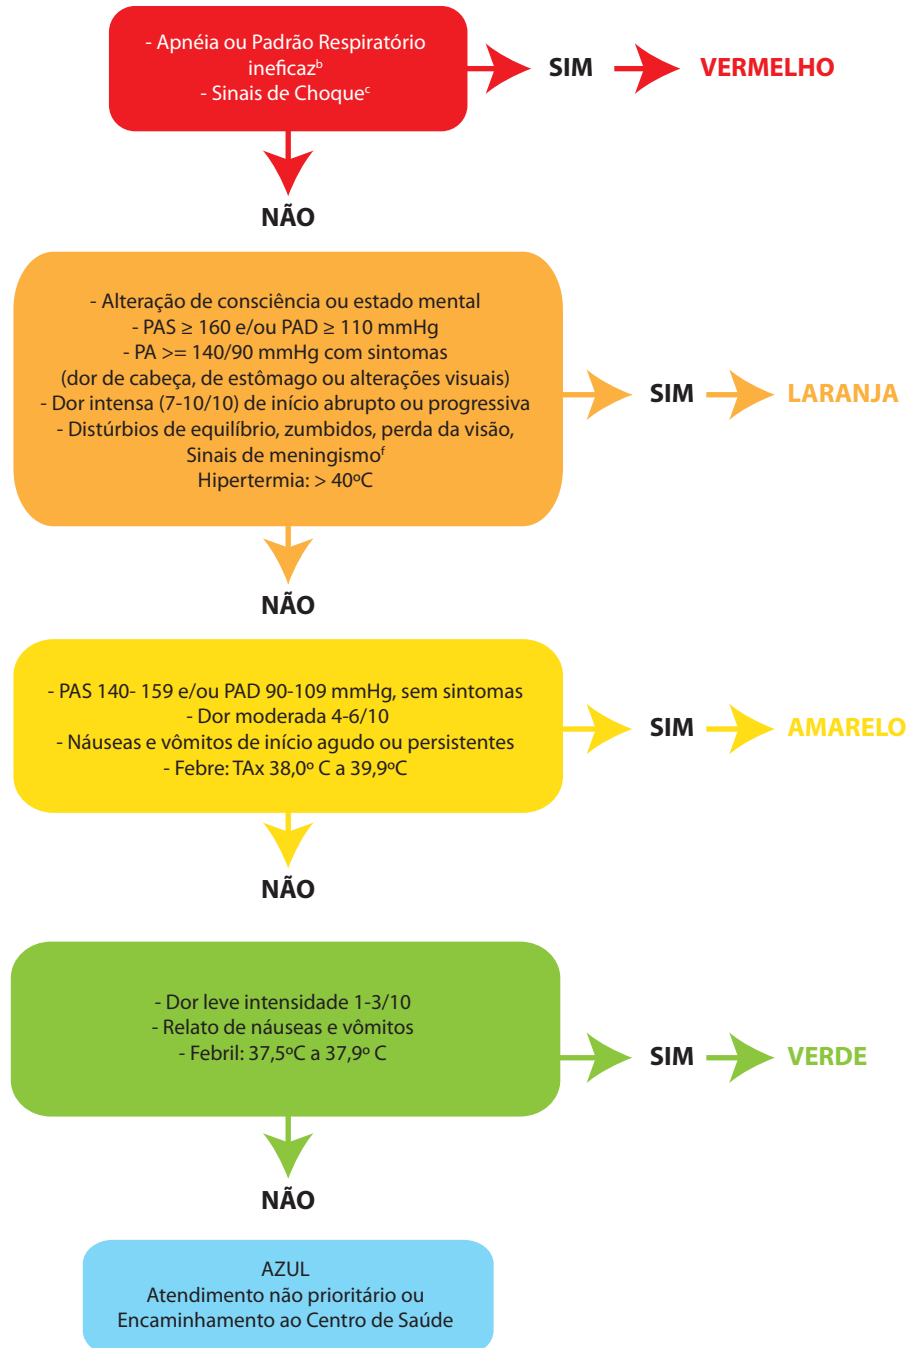 - Apnéia ou Padrão Respiratório
ineficazᵇ
- Sinais de Choqueᶜ
SIM
VERMELHO
NÃO
- Alteração de consciência ou estado mental
- PAS ≥ 160 e/ou PAD ≥ 110 mmHg
- PA >= 140/90 mmHg com sintomas
(dor de cabeça, de estômago ou alterações visuais)
- Dor intensa (7-10/10) de início abrupto ou progressiva
- Distúrbios de equilíbrio, zumbidos, perda da visão,
Sinais de meningismoᶠ
Hipertermia: > 40ºC
SIM
LARANJA
NÃO
- PAS 140- 159 e/ou PAD 90-109 mmHg, sem sintomas
- Dor moderada 4-6/10
- Náuseas e vômitos de início agudo ou persistentes
- Febre: TAx 38,0º C a 39,9ºC
SIM
AMARELO
NÃO
- Dor leve intensidade 1-3/10
- Relato de náuseas e vômitos
- Febril: 37,5ºC a 37,9º C
SIM
VERDE
NÃO
AZUL
Atendimento não prioritário ou
Encaminhamento ao Centro de Saúde